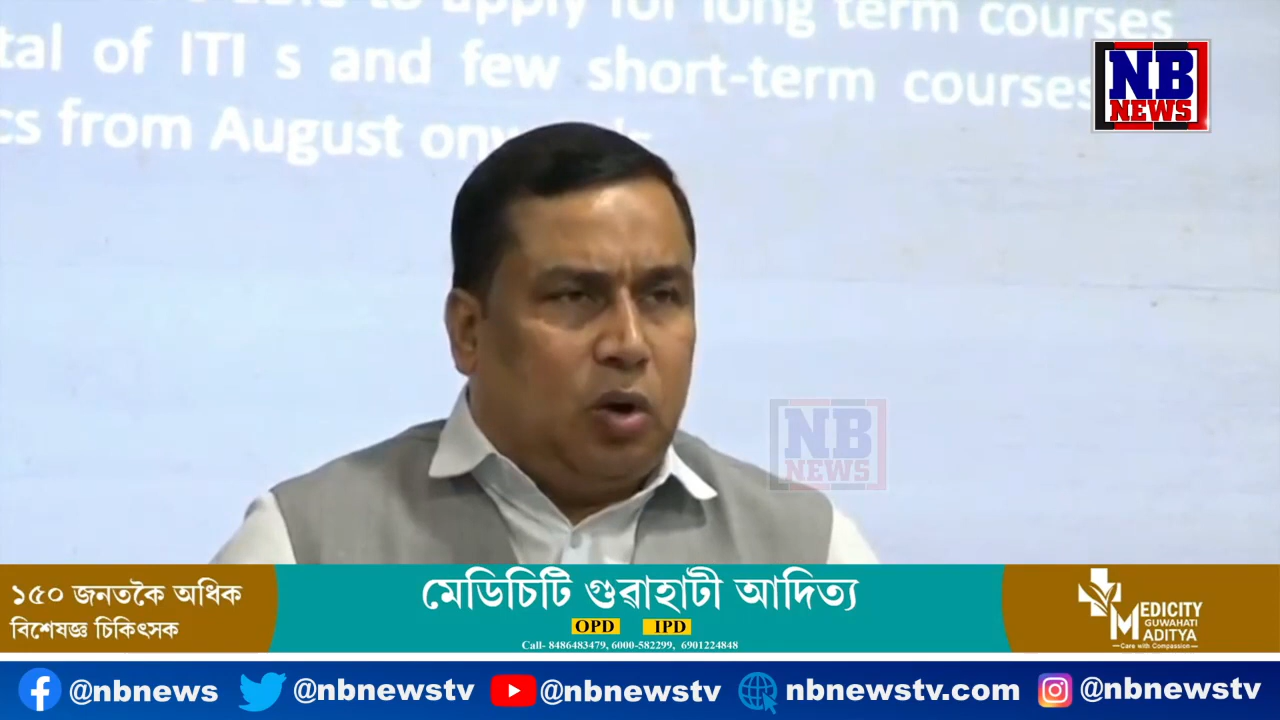 to apply for long term courses
tal of ITI s and few short-term courses
cs from August
NB
NEWS
NB
NEWS
১৫০ জনতকৈ অধিক
বিশেষজ্ঞ চিকিৎসক
মেডিচিটি গুৱাহাটী আদিত্য
OPD IPD
Call- 8486483479, 6000-582299, 6901224848
MEDICITY
GUWAHATI
ADITYA
Care with Compassion
@nbnews @nbnewstv @nbnewstv nbnewstv.com @nbnewstv